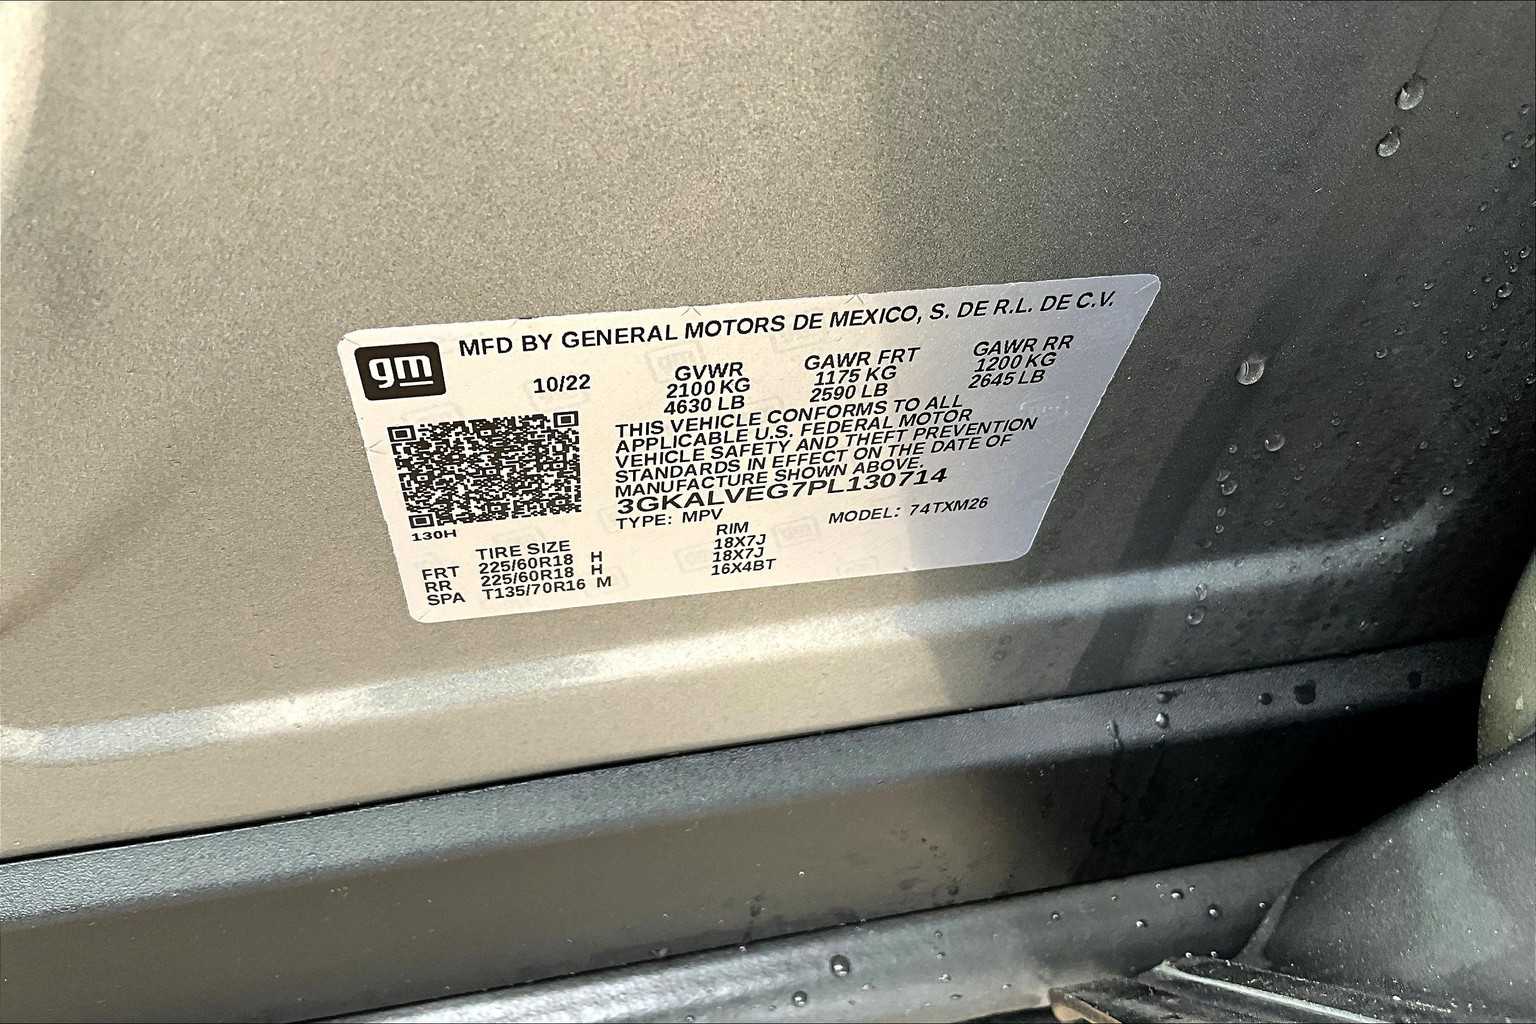 gm
MFD BY GENERAL MOTORS DE MEXICO, S. DE R.L. DE C.V.
10/22
GVWR GAWR FRT GAWR RR
2100 KG 1175 KG 1200 KG
4630 LB 2590 LB 2645 LB
THIS VEHICLE CONFORMS TO ALL
APPLICABLE U.S. FEDERAL MOTOR
VEHICLE SAFETY AND THEFT PREVENTION
STANDARDS IN EFFECT ON THE DATE OF
MANUFACTURE SHOWN ABOVE.
3GKALVEG7PL130714
TYPE: MPV MODEL: 74TXM26
130H
TIRE SIZE RIM
FRT 225/60R18 H 18X7J
RR 225/60R18 H 18X7J
SPA T135/70R16 M 16X4BT